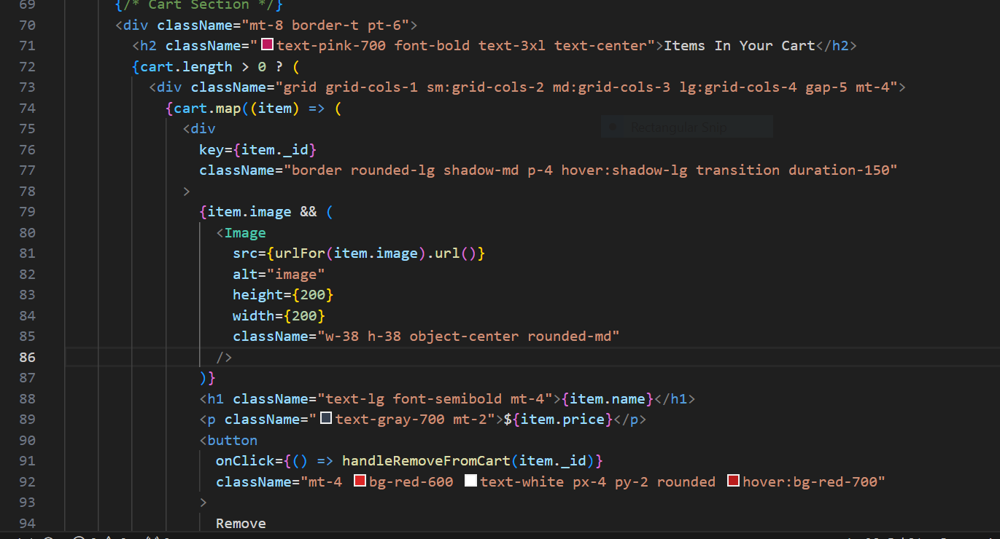 69 {/* Cart Section */}
70 <div className="mt-8 border-t pt-6">
71 <h2 className="text-pink-700 font-bold text-3xl text-center">Items In Your Cart</h2>
72 {cart.length > 0 ? (
73 <div className="grid grid-cols-1 sm:grid-cols-2 md:grid-cols-3 lg:grid-cols-4 gap-5 mt-4">
74 {cart.map((item) => (
75 <div
Rectangular Snip
76 key={item._id}
77 className="border rounded-lg shadow-md p-4 hover:shadow-lg transition duration-150"
78 >
79 {item.image && (
80 <Image
81 src={urlFor(item.image).url()}
82 alt="image"
83 height={200}
84 width={200}
85 className="w-38 h-38 object-center rounded-md"
86 />
87 )}
88 <h1 className="text-lg font-semibold mt-4">{item.name}</h1>
89 <p className="text-gray-700 mt-2">${item.price}</p>
90 <button
91 onClick={() => handleRemoveFromCart(item._id)}
92 className="mt-4 bg-red-600 text-white px-4 py-2 rounded hover:bg-red-700"
93 >
94 Remove